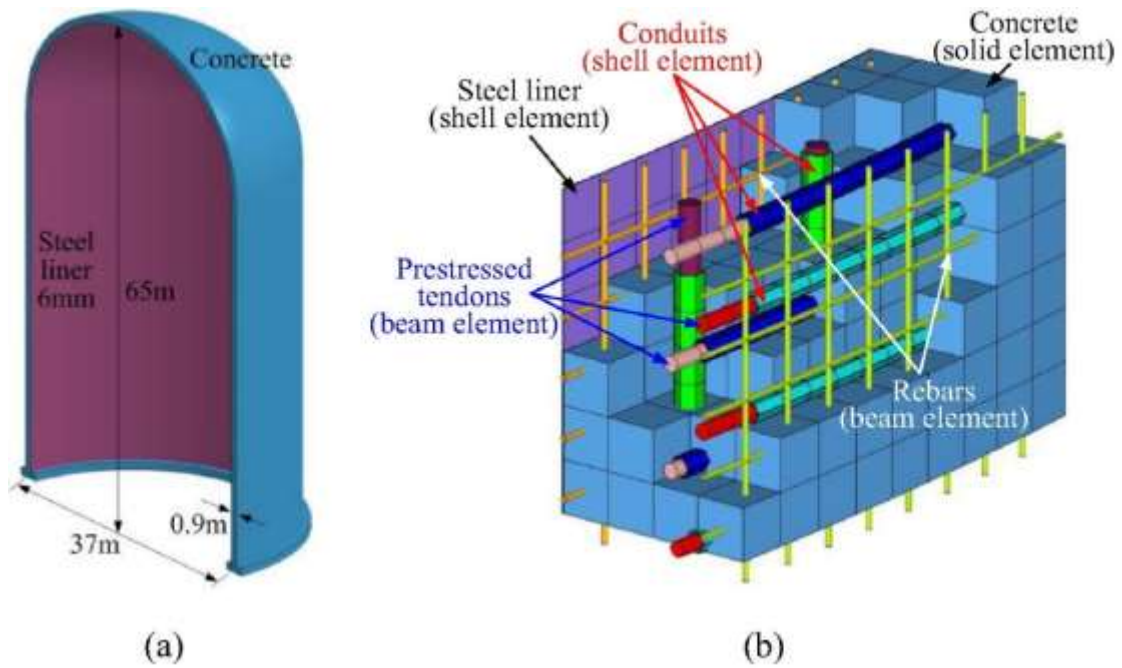 Concrete
Steel
liner
6mm
65m
0.9m
37m
(a)
Conduits
(shell element)
Concrete
(solid element)
Steel liner
(shell element)
Prestressed
tendons
(beam element)
Rebars
(beam element)
(b)